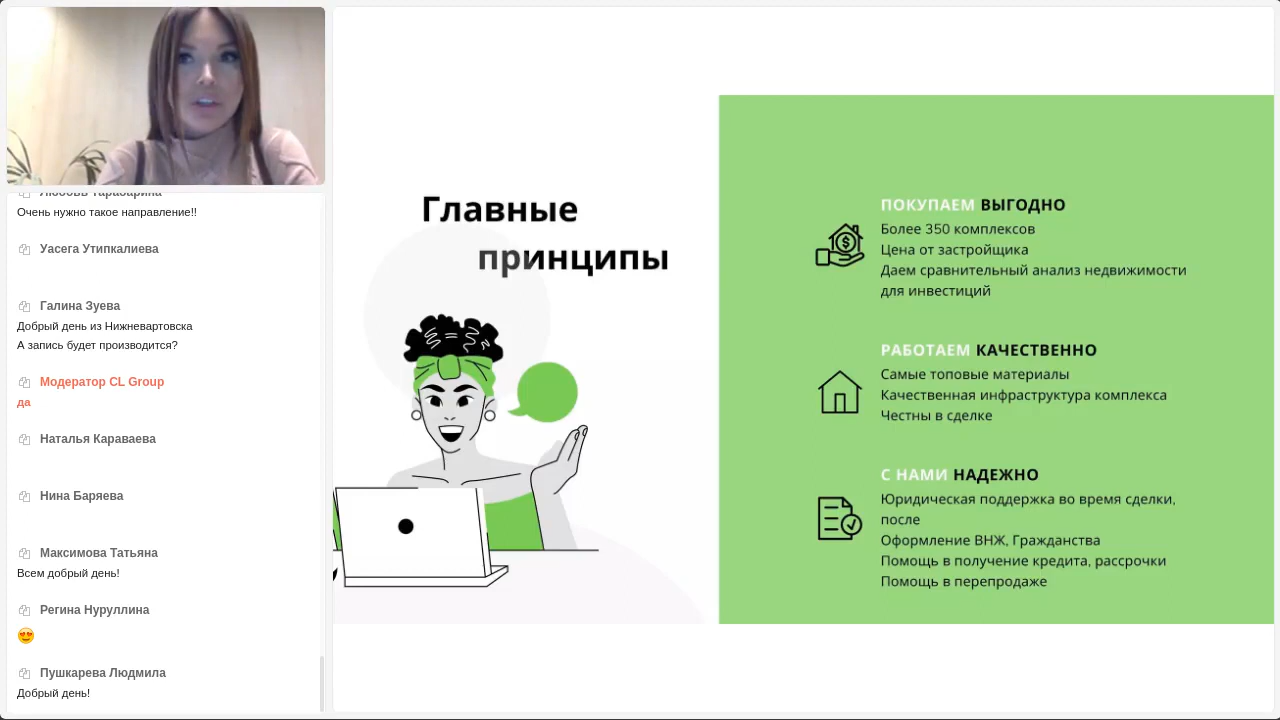 Любовь Тарабарина
Очень нужно такое направление!!
Уасега Утипкалиева
Галина Зуева
Добрый день из Нижневартовска
А запись будет производится?
Модератор CL Group
да
Наталья Караваева
Нина Баряева
Максимова Татьяна
Всем добрый день!
Регина Нуруллина
Пушкарева Людмила
Добрый день!
Главные
принципы
ПОКУПАЕМ ВЫГОДНО
Более 350 комплексов
Цена от застройщика
Даем сравнительный анализ недвижимости
для инвестиций
РАБОТАЕМ КАЧЕСТВЕННО
Самые топовые материалы
Качественная инфраструктура комплекса
Честны в сделке
С НАМИ НАДЕЖНО
Юридическая поддержка во время сделки,
после
Оформление ВНЖ, Гражданства
Помощь в получение кредита, рассрочки
Помощь в перепродаже